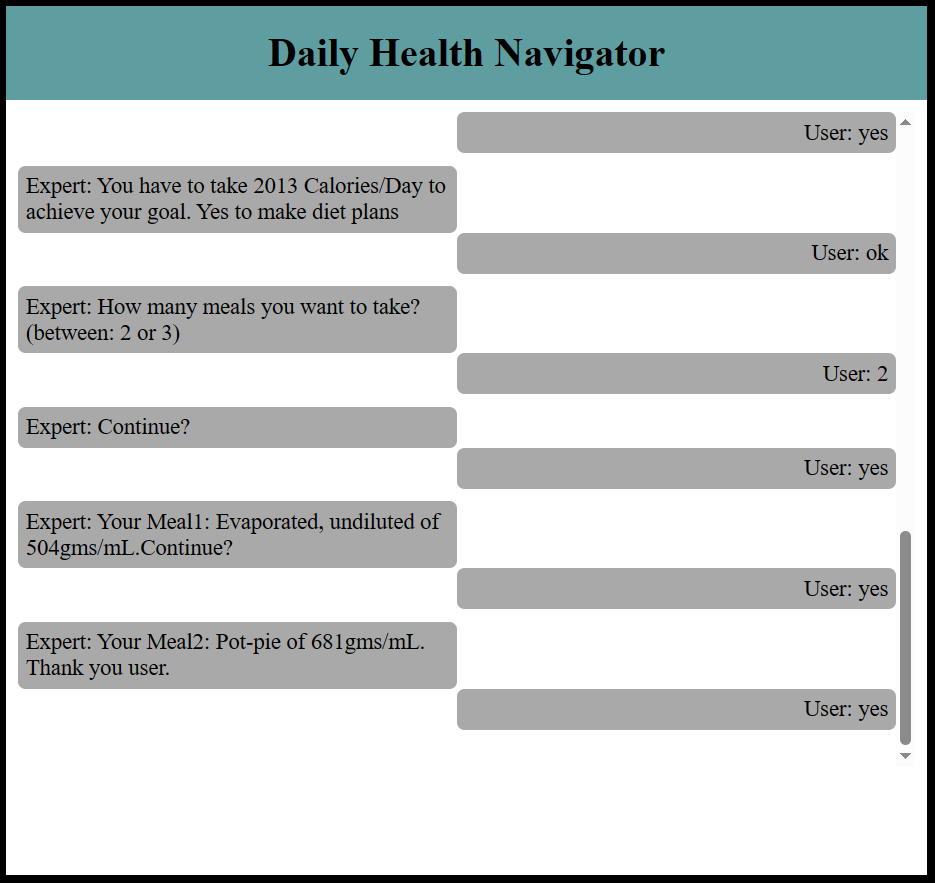 Daily Health Navigator
User: yes
Expert: You have to take 2013 Calories/Day to
achieve your goal. Yes to make diet plans
User: ok
Expert: How many meals you want to take?
(between: 2 or 3)
User: 2
Expert: Continue?
User: yes
Expert: Your Meal1: Evaporated, undiluted of
504gms/mL.Continue?
User: yes
Expert: Your Meal2: Pot-pie of 681gms/mL.
Thank you user.
User: yes